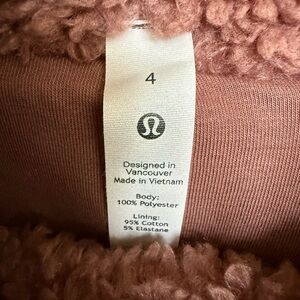 4
Designed in
Vancouver
Made in Vietnam
Body:
100% Polyester
Lining:
95% Cotton
5% Elastane